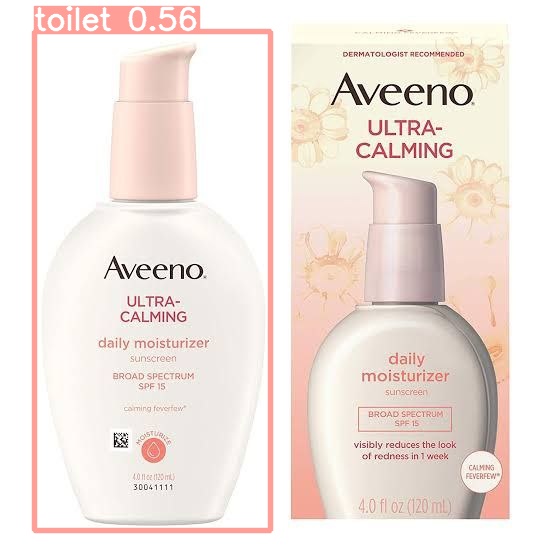 toilet 0.56
Aveeno®
ULTRA-
CALMING
daily moisturizer
sunscreen
BROAD SPECTRUM
SPF 15
calming feverfew*
MOISTURIZE
4.0 fl oz (120 mL)
30041111
DERMATOLOGIST RECOMMENDED
Aveeno®
ULTRA-
CALMING
daily
moisturizer
sunscreen
BROAD SPECTRUM
SPF 15
visibly reduces the look
of redness in 1 week
CALMING
FEVERFEW®
4.0 fl oz (120 mL)